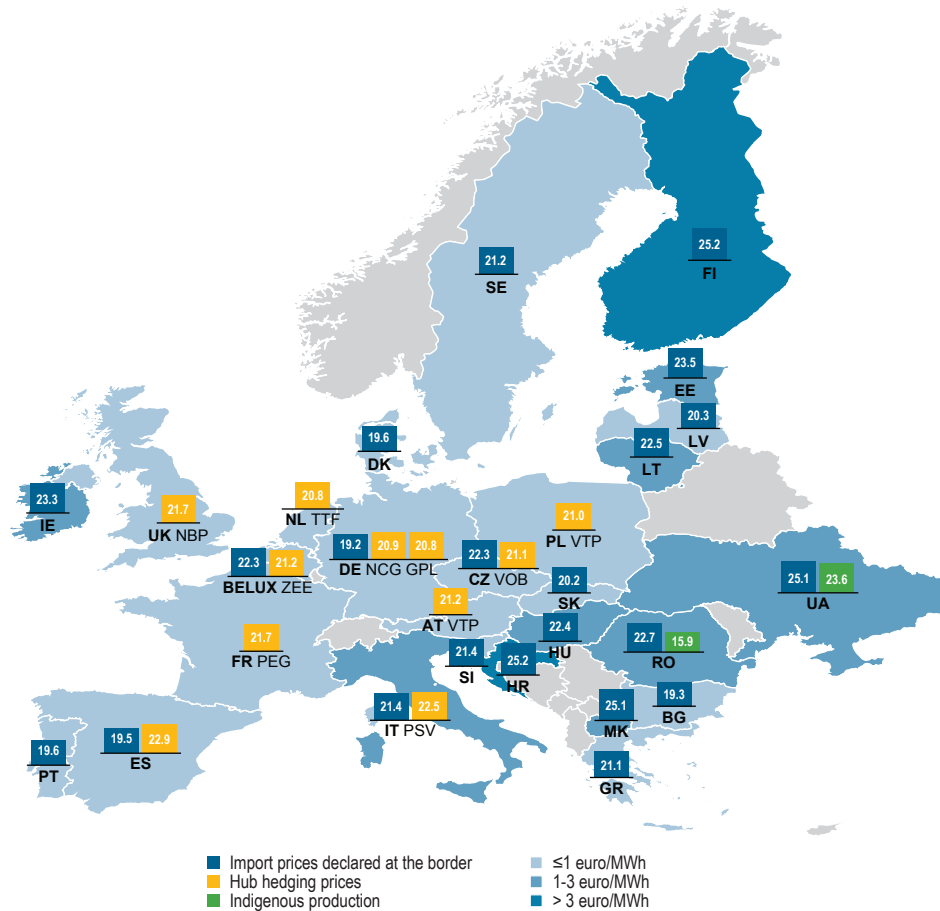 25.2
FI
21.2
SE
23.5
EE
20.3
LV
22.5
LT
19.6
DK
23.3
IE
21.7
UK NBP
20.8
NL TTF
21.0
PL VTP
19.2 20.9 20.8
DE NCG GPL
22.3 21.1
CZ VOB
22.3 21.2
BELUX ZEE
20.2
SK
25.1 23.6
UA
21.2
AT VTP
21.7
FR PEG
22.4
HU
22.7 15.9
RO
21.4
SI
25.2
HR
19.3
BG
25.1
MK
21.4 22.5
IT PSV
19.5 22.9
ES
19.6
PT
21.1
GR
Import prices declared at the border
Hub hedging prices
Indigenous production
≤1 euro/MWh
1-3 euro/MWh
> 3 euro/MWh